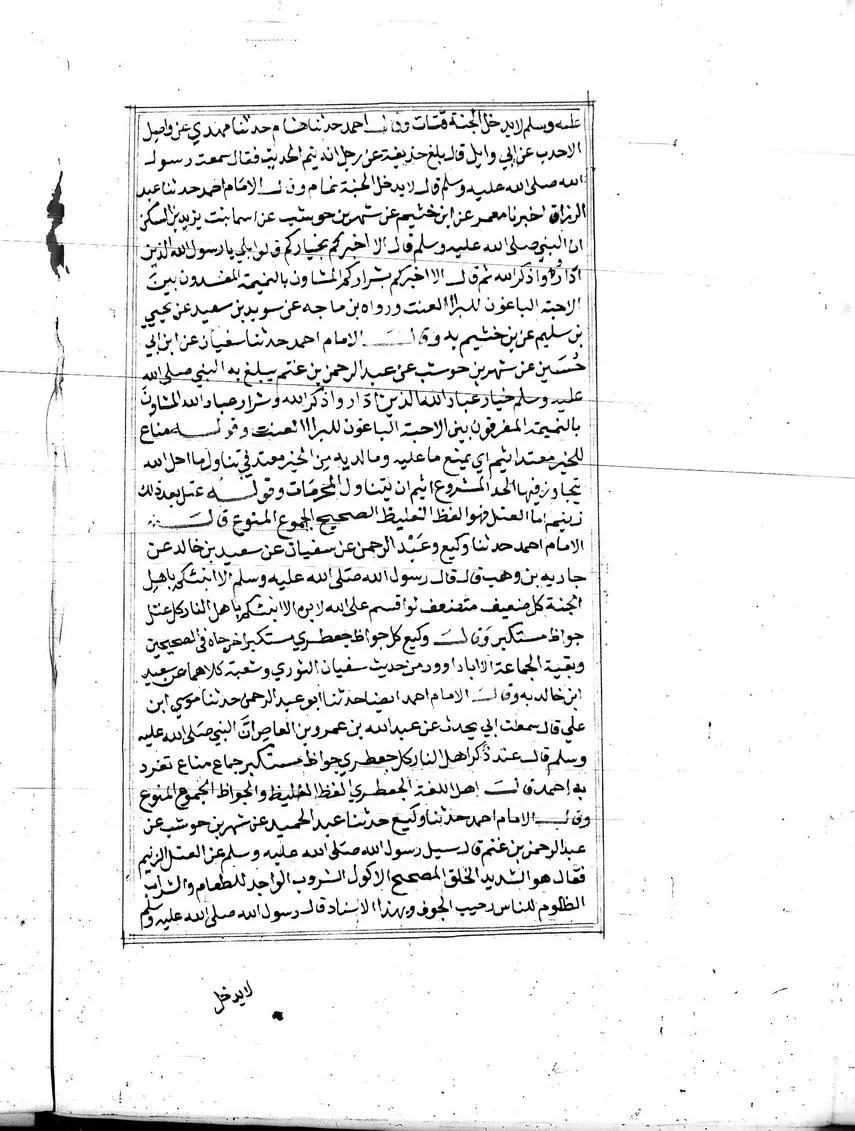 عليه وسلم لا يدخل الجنة قتات وقال احمد حدثنا هشام حدثنا مهدي عن واصل
الاحدب عن ابي وايل قال بلغ حذيفة عن رجل انه ينم الحديث فقال سمعت رسول
الله صلى الله عليه وسلم قال لا يدخل الجنة نمام وقال الامام احمد حدثنا عبد
الرزاق اخبرنا معمر عن ابن خثيم عن شهر بن حوشب عن اسما بنت يزيد بن السكن
ان النبي صلى الله عليه وسلم قال الا اخبركم بخياركم قالوا بلي يا رسول الله الذين
اذا رؤا ذكر الله ثم قال الا اخبركم بشراركم المشاون بالنميمة المفسدون بين
الاحبة الباغون للبرا العنت ورواه بن ماجه عن سويد بن سعيد عن يحيي
بن سليم عن بن خثيم به وقال الامام احمد حدثنا سفيان عن ابن ابي
حسين عن شهر بن حوشب عن عبد الرحمن بن غنم يبلغ به النبي صلى الله
عليه وسلم خيار عباد الله الذين اذا روا ذكر الله وشرار عباد الله المشاون
بالنميمة المفرقون بين الاحبة الباغون للبرا العنت وقوله مناع
للخير معتد اثيم اي يمنع ما عليه وما لديه من الخير معتد في تناول ما احل الله
يتجاوز فيها الحد المشروع اثيم ان يتناول المحرمات وقوله عتل بعد ذلك
زنيم اما العتل فهو الفظ الغليظ الصحيح الجموع المنوع قال
الامام احمد حدثنا وكيع وعبد الرحمن عن سفيان عن سعيد بن خالد عن
جاريه بن وهب قال قال رسول الله صلى الله عليه وسلم الا انبئكم باهل
الجنة كل ضعيف متضعف لو اقسم على الله لابره الا انبئكم باهل النار كل عتل
جواظ مستكبر وقال وكيع كل جواظ جعظري مستكبر اخرجاه في الصحيحين
وبقية الجماعة الا ابا داوود من حديث سفيان الثوري وشعبة كلاهما عن سعيد
ابن خالد به وقال الامام احمد ايضا حدثنا ابو عبد الرحمن حدثنا موسي ابن
علي قال سمعت ابي يحدث عن عبد الله بن عمرو بن العاص ان النبي صلى الله عليه
وسلم قال عند ذكر اهل النار كل جعظري جواظ مستكبر جماع مناع تفرد
به احمد قال اهل اللغة الجعظري الفظ الغليظ والجواظ الجموع المنوع
وقال الامام احمد حدثنا وكيع حدثنا عبد الحميد عن شهر بن حوشب عن
عبد الرحمن بن غنم قال سيل رسول الله صلى الله عليه وسلم عن العتل الزنيم
فقال هو الشديد الخلق المصحح الاكول الشروب الواجد للطعام والشراب
الظلوم للناس رحيب الجوف وبهذا الاسناد قال رسول الله صلى الله عليه وسلم
لا يدخل